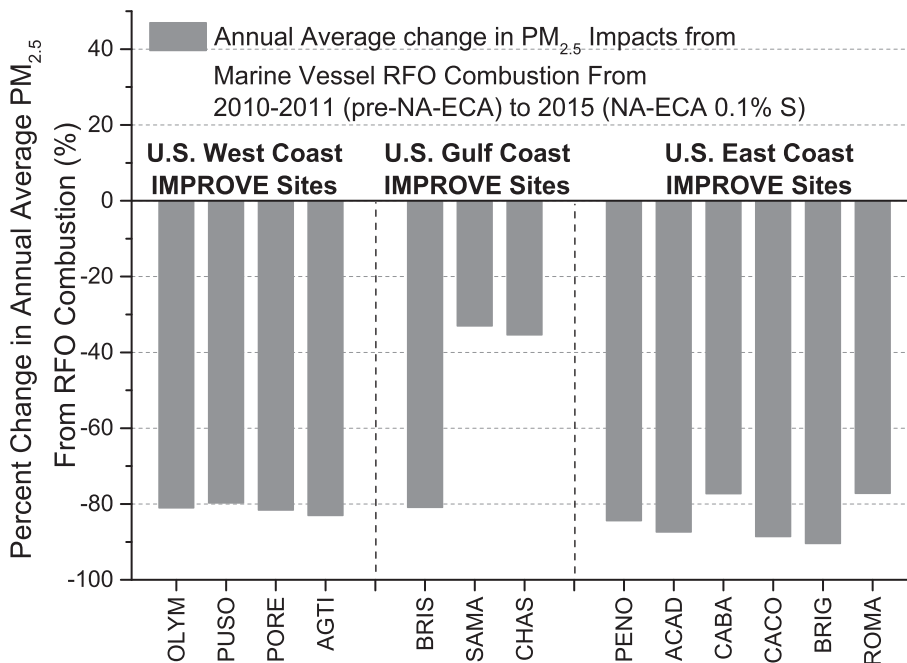 Percent Change in Annual Average PM2.5
From RFO Combustion (%)
40
20
0
-20
-40
-60
-80
-100
Annual Average change in PM2.5 Impacts from
Marine Vessel RFO Combustion From
2010-2011 (pre-NA-ECA) to 2015 (NA-ECA 0.1% S)
U.S. West Coast
IMPROVE Sites
U.S. Gulf Coast
IMPROVE Sites
U.S. East Coast
IMPROVE Sites
OLYM
PUSO
PORE
AGTI
BRIS
SAMA
CHAS
PENO
ACAD
CABA
CACO
BRIG
ROMA